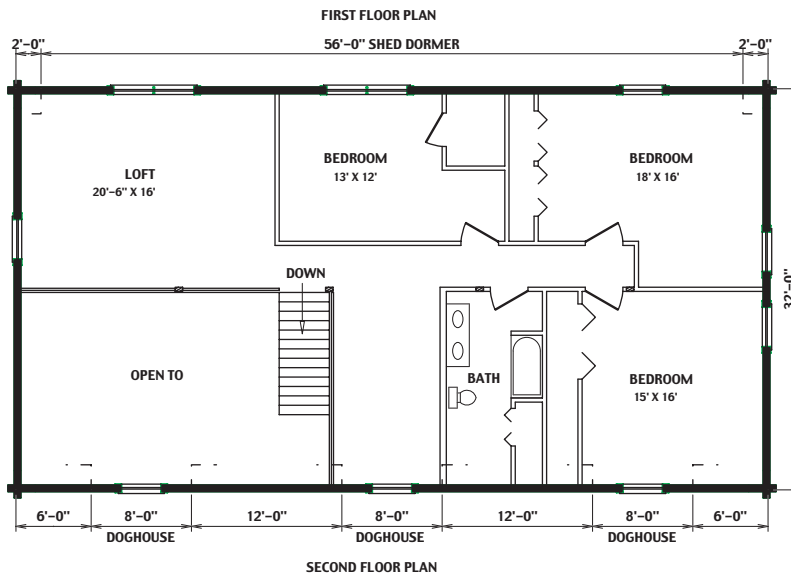 FIRST FLOOR PLAN
2'-0" 56'-0" SHED DORMER 2'-0"
LOFT
20'-6" X 16'
BEDROOM
13' X 12'
BEDROOM
18' X 16'
DOWN
32'-0"
OPEN TO
BATH
BEDROOM
15' X 16'
6'-0" 8'-0" 12'-0" 8'-0" 12'-0" 8'-0" 6'-0"
DOGHOUSE DOGHOUSE DOGHOUSE
SECOND FLOOR PLAN